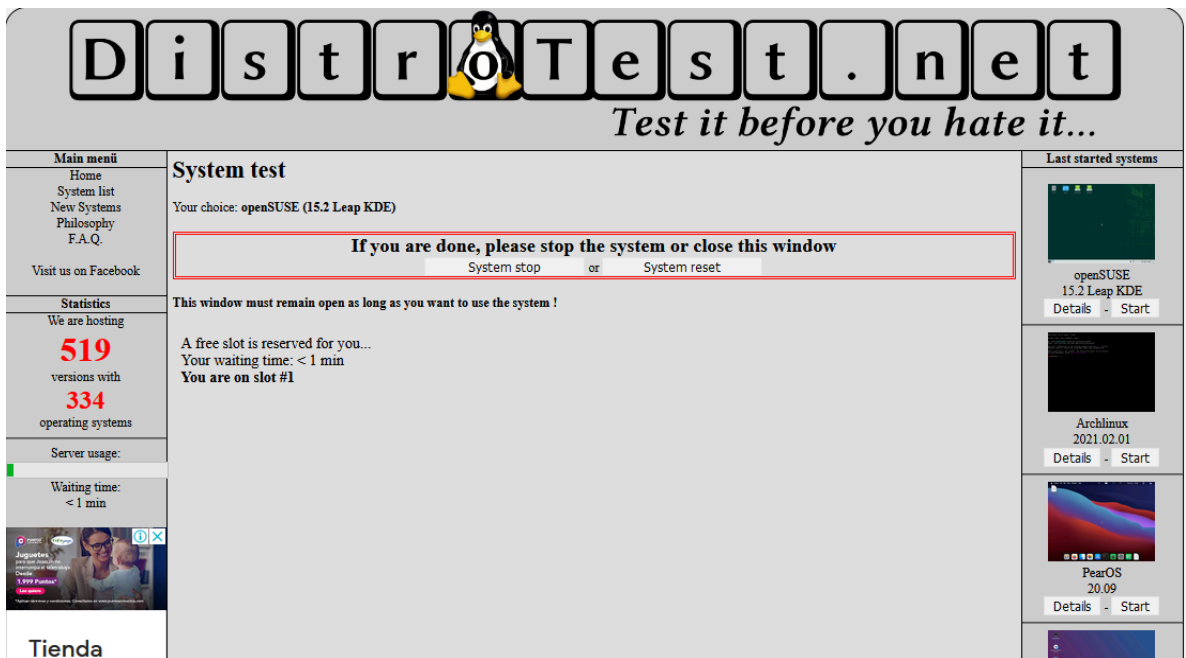 DistroTest.net
Test it before you hate it...
Main menü
Home
System list
New Systems
Philosophy
F.A.Q.
Visit us on Facebook
Statistics
We are hosting
519
versions with
334
operating systems
Server usage:
Waiting time:
< 1 min
Juguetes
1.999 Puntos*
Tienda
System test
Your choice: openSUSE (15.2 Leap KDE)
If you are done, please stop the system or close this window
System stop or System reset
This window must remain open as long as you want to use the system !
A free slot is reserved for you...
Your waiting time: < 1 min
You are on slot #1
Last started systems
openSUSE
15.2 Leap KDE
Details - Start
Archlinux
2021.02.01
Details - Start
PearOS
20.09
Details - Start